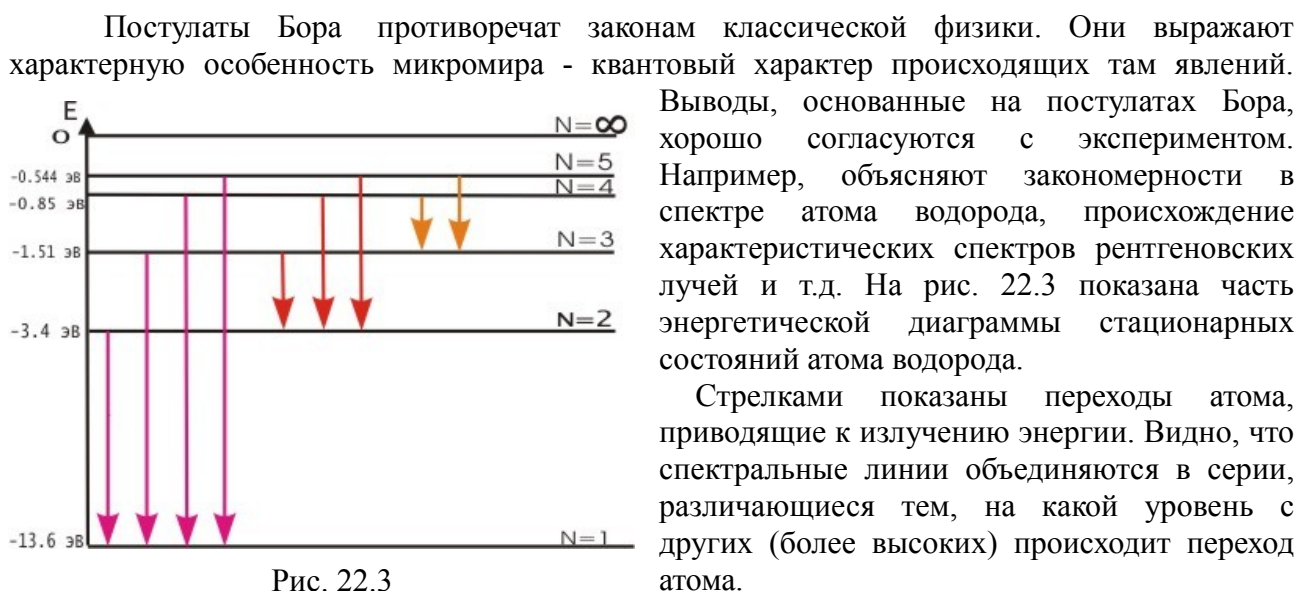 Постулаты Бора противоречат законам классической физики. Они выражают
характерную особенность микромира - квантовый характер происходящих там явлений.
E
0
N=∞
-0.544 эВ
N=5
-0.85 эВ
N=4
-1.51 эВ
N=3
-3.4 эВ
N=2
-13.6 эВ
N=1
Рис. 22.3
Выводы, основанные на постулатах Бора,
хорошо согласуются с экспериментом.
Например, объясняют закономерности в
спектре атома водорода, происхождение
характеристических спектров рентгеновских
лучей и т.д. На рис. 22.3 показана часть
энергетической диаграммы стационарных
состояний атома водорода.
Стрелками показаны переходы атома,
приводящие к излучению энергии. Видно, что
спектральные линии объединяются в серии,
различающиеся тем, на какой уровень с
других (более высоких) происходит переход
атома.